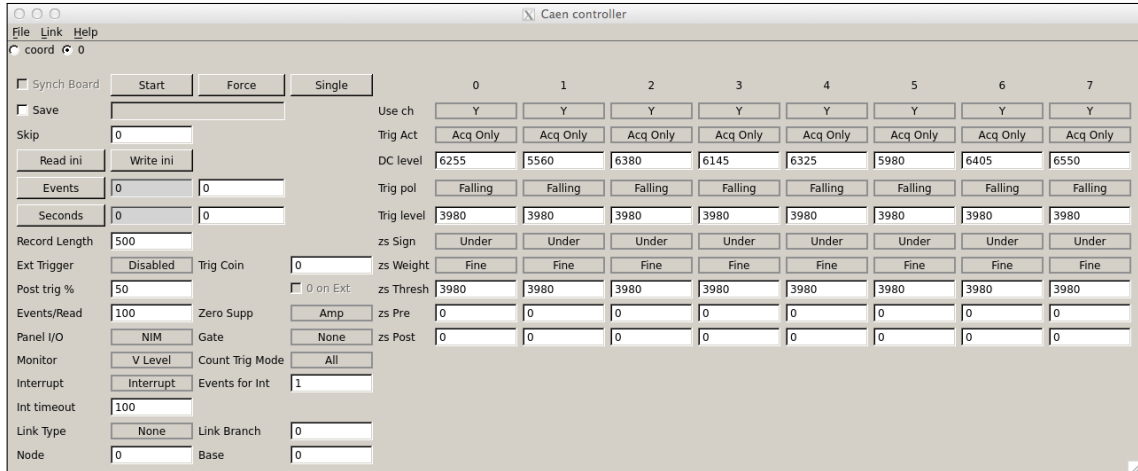 Caen controller
File Link Help
coord 0
Synch Board Start Force Single 0 1 2 3 4 5 6 7
Save Use ch Y Y Y Y Y Y Y Y
Skip 0 Trig Act Acq Only Acq Only Acq Only Acq Only Acq Only Acq Only Acq Only Acq Only
Read ini Write ini DC level 6255 5560 6380 6145 6325 5980 6405 6550
Events 0 0 Trig pol Falling Falling Falling Falling Falling Falling Falling Falling
Seconds 0 0 Trig level 3980 3980 3980 3980 3980 3980 3980 3980
Record Length 500 zs Sign Under Under Under Under Under Under Under Under
Ext Trigger Disabled Trig Coin 0 zs Weight Fine Fine Fine Fine Fine Fine Fine Fine
Post trig % 50 0 on Ext zs Thresh 3980 3980 3980 3980 3980 3980 3980 3980
Events/Read 100 Zero Supp Amp zs Pre 0 0 0 0 0 0 0 0
Panel I/O NIM Gate None zs Post 0 0 0 0 0 0 0 0
Monitor V Level Count Trig Mode All
Interrupt Interrupt Events for Int 1
Int timeout 100
Link Type None Link Branch 0
Node 0 Base 0